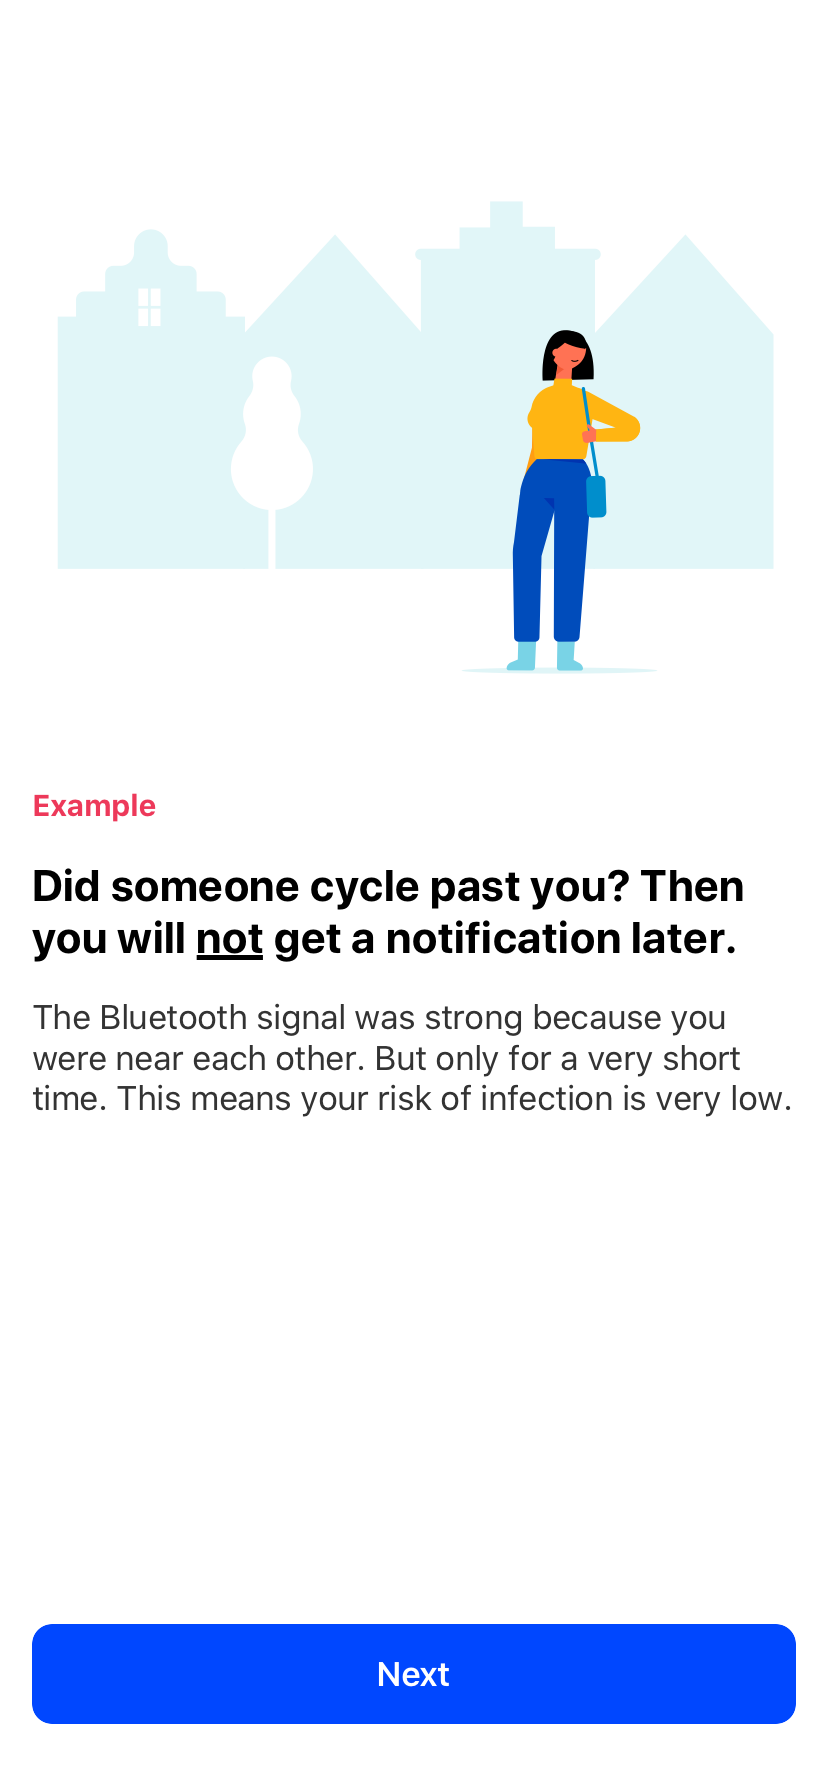 Example
Did someone cycle past you? Then
you will not get a notification later.
The Bluetooth signal was strong because you
were near each other. But only for a very short
time. This means your risk of infection is very low.
Next